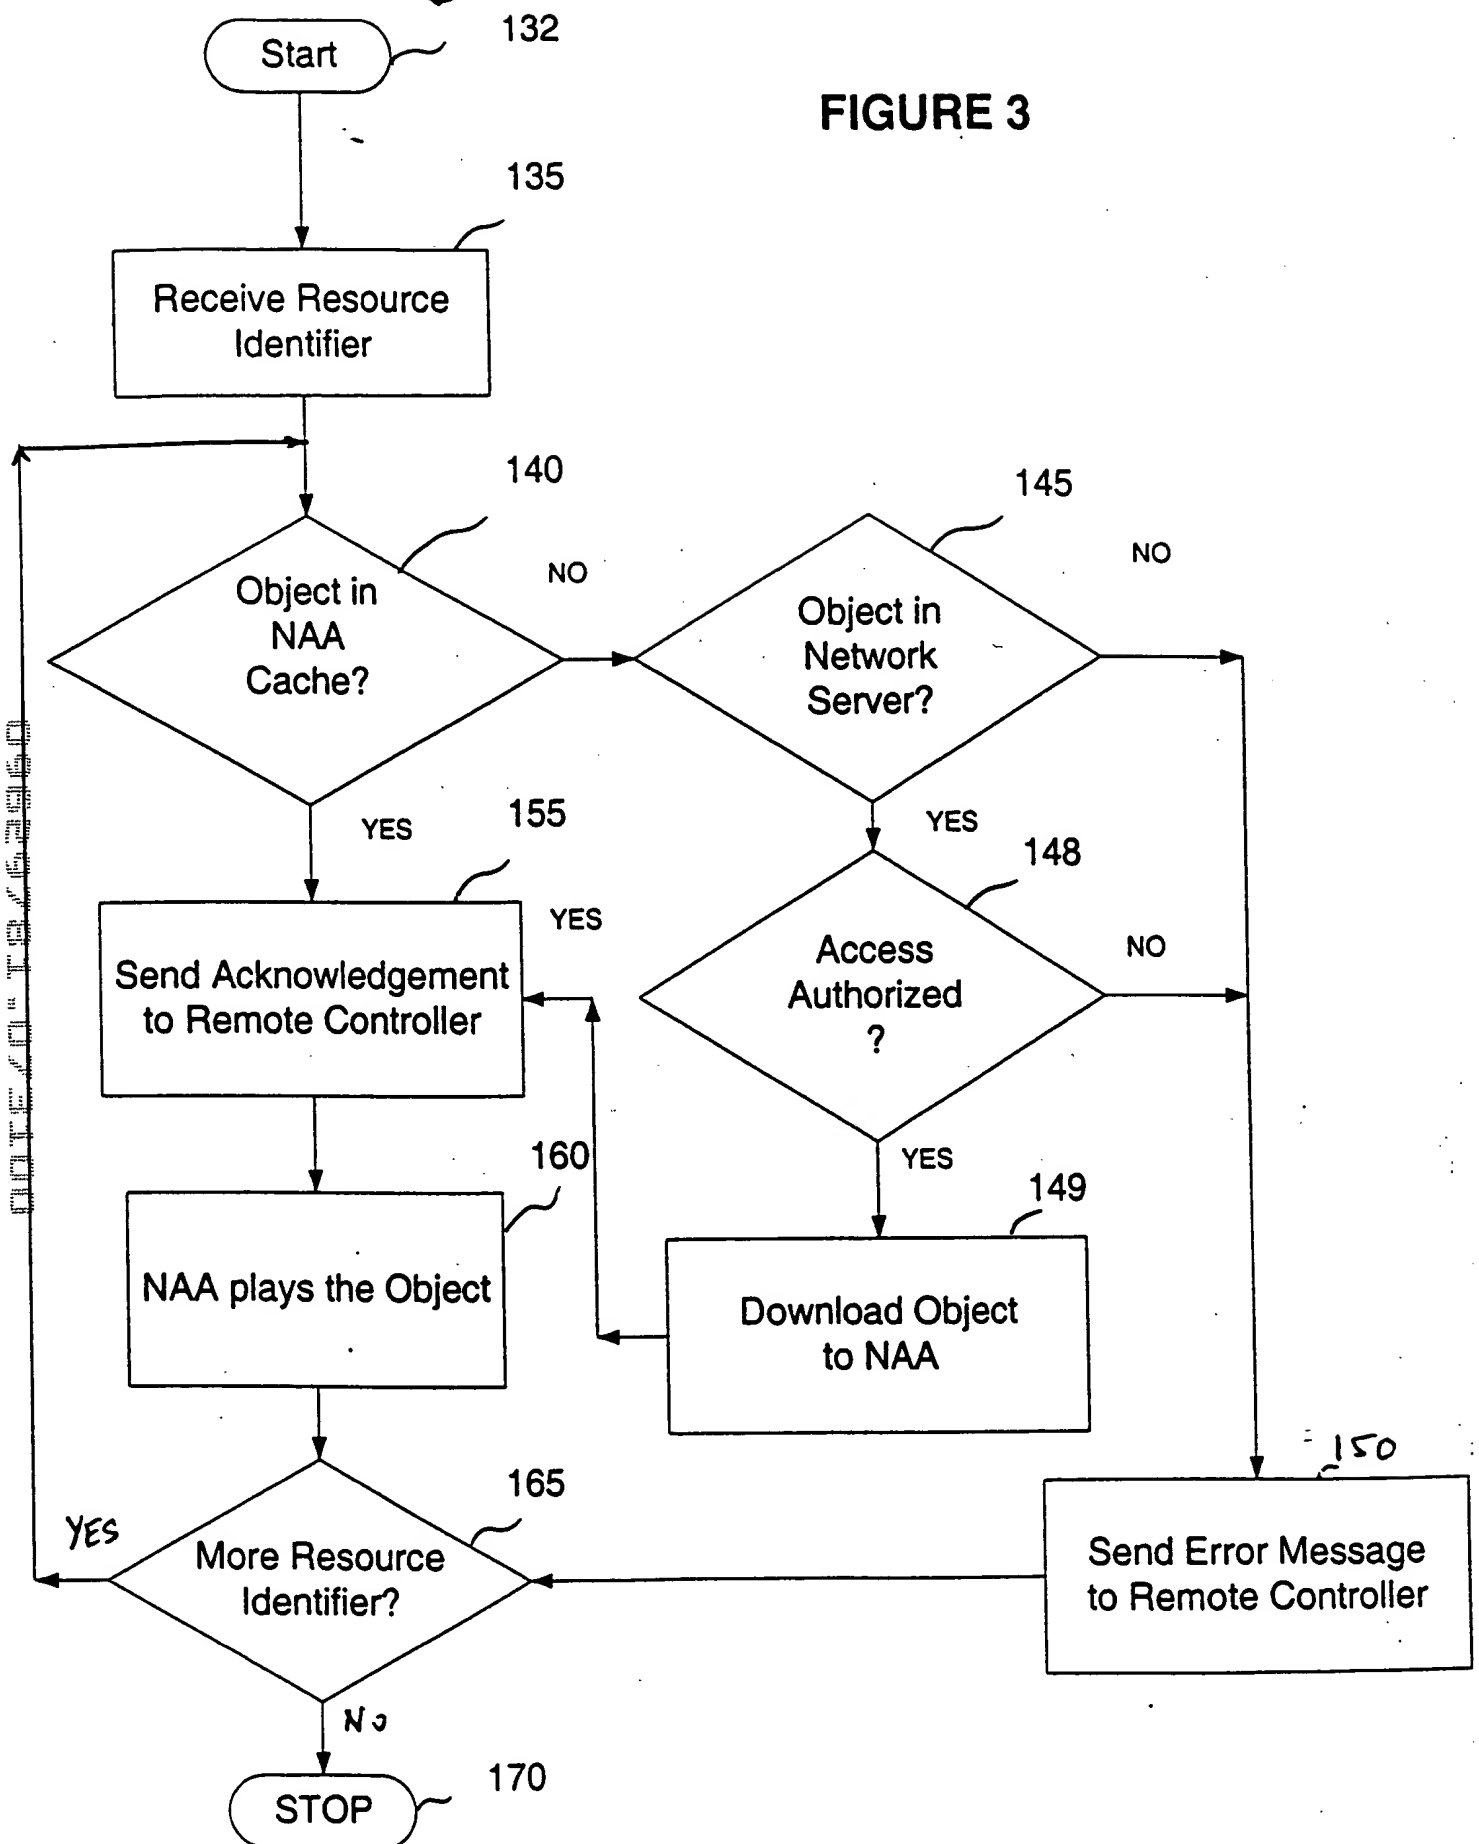 132
Start
FIGURE 3
135
Receive Resource
Identifier
140
145
NO
NO
Object in
NAA
Cache?
Object in
Network
Server?
YES
155
YES
148
YES
NO
Send Acknowledgement
to Remote Controller
Access
Authorized
?
160
YES
149
NAA plays the Object
Download Object
to NAA
150
165
YES
More Resource
Identifier?
Send Error Message
to Remote Controller
No
170
STOP